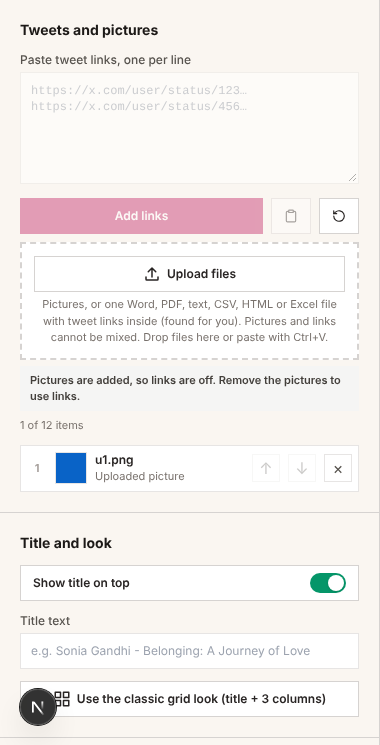 Tweets and pictures
Paste tweet links, one per line
https://x.com/user/status/123…
https://x.com/user/status/456…
Add links
Upload files
Pictures, or one Word, PDF, text, CSV, HTML or Excel file
with tweet links inside (found for you). Pictures and links
cannot be mixed. Drop files here or paste with Ctrl+V.
Pictures are added, so links are off. Remove the pictures to
use links.
1 of 12 items
1
u1.png
Uploaded picture
Title and look
Show title on top
Title text
e.g. Sonia Gandhi - Belonging: A Journey of Love
N
Use the classic grid look (title + 3 columns)